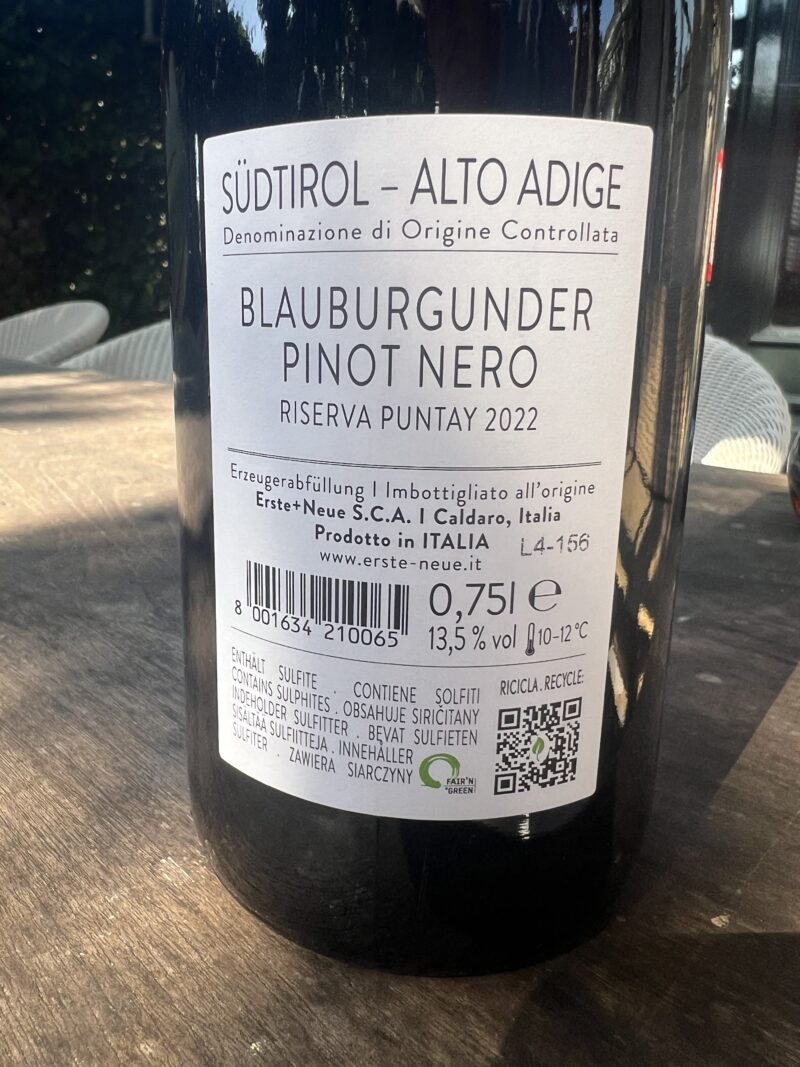 SÜDTIROL – ALTO ADIGE
Denominazione di Origine Controllata
BLAUBURGUNDER
PINOT NERO
RISERVA PUNTAY 2022
Erzeugerabfüllung | Imbottigliato all'origine
Erste+Neue S.C.A. | Caldaro, Italia
Prodotto in ITALIA L4-156
www.erste-neue.it
8 001634 210065
0,75l e
13,5 % vol 10–12 °C
ENTHÄLT SULFITE . CONTIENE SOLFITI
CONTAINS SULPHITES . OBSAHUJE SIRIČITANY
INDEHOLDER SULFITTER . BEVAT SULFIETEN
SISÄLTÄÄ SULFIITTEJA . INNEHÅLLER
SULFITER . ZAWIERA SIARCZYNY
FAIR'N
GREEN
RICICLA . RECYCLE: